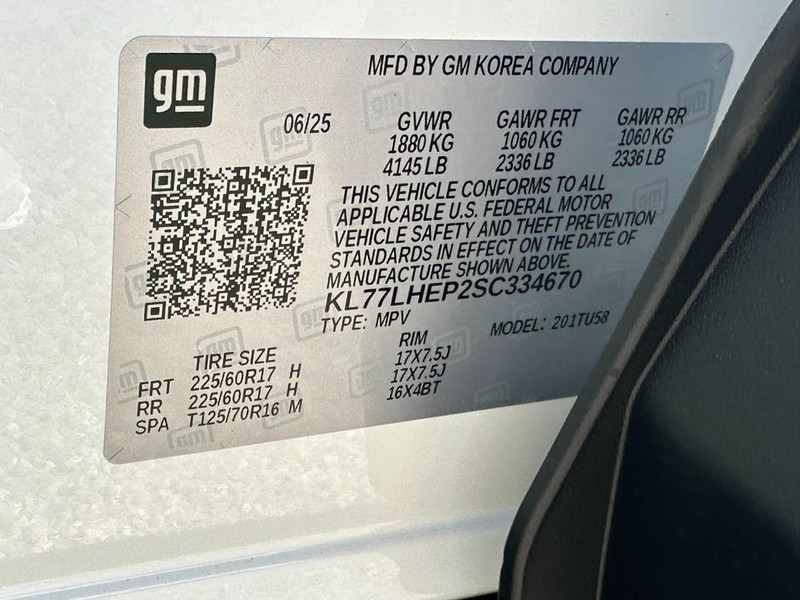 gm
MFD BY GM KOREA COMPANY
06/25
GVWR GAWR FRT GAWR RR
1880 KG 1060 KG 1060 KG
4145 LB 2336 LB 2336 LB
THIS VEHICLE CONFORMS TO ALL
APPLICABLE U.S. FEDERAL MOTOR
VEHICLE SAFETY AND THEFT PREVENTION
STANDARDS IN EFFECT ON THE DATE OF
MANUFACTURE SHOWN ABOVE.
KL77LHEP2SC334670
TYPE: MPV MODEL: 201TU58
TIRE SIZE RIM
FRT 225/60R17 H 17X7.5J
RR 225/60R17 H 17X7.5J
SPA T125/70R16 M 16X4BT